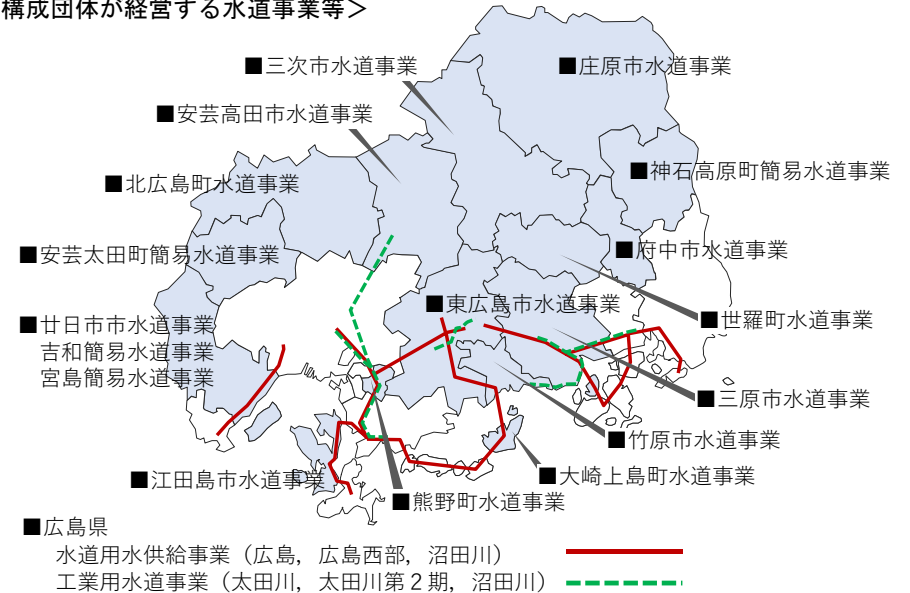 構成団体が経営する水道事業等＞
■三次市水道事業
■庄原市水道事業
■安芸高田市水道事業
■北広島町水道事業
■神石高原町簡易水道事業
■安芸太田町簡易水道事業
■府中市水道事業
■東広島市水道事業
■世羅町水道事業
■廿日市市水道事業
吉和簡易水道事業
宮島簡易水道事業
■三原市水道事業
■竹原市水道事業
■江田島市水道事業
■大崎上島町水道事業
■熊野町水道事業
■広島県
水道用水供給事業（広島，広島西部，沼田川）
工業用水道事業（太田川，太田川第２期，沼田川）